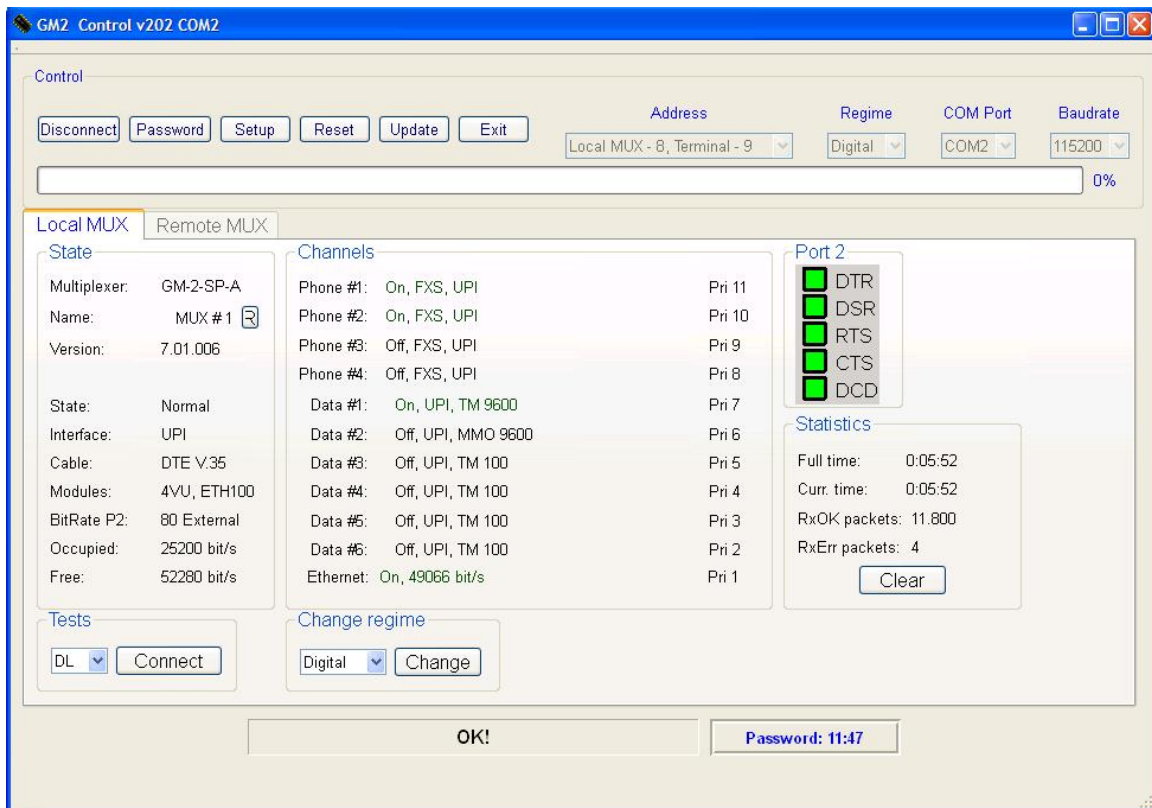 GM2 Control v202 COM2
Control
Address Regime COM Port Baudrate
Disconnect Password Setup Reset Update Exit Local MUX - 8, Terminal - 9 Digital COM2 115200
0%
Local MUX Remote MUX
State
Multiplexer: GM-2-SP-A
Name: MUX # 1 R
Version: 7.01.006
State: Normal
Interface: UPI
Cable: DTE V.35
Modules: 4VU, ETH100
BitRate P2: 80 External
Occupied: 25200 bit/s
Free: 52280 bit/s
Channels
Phone #1: On, FXS, UPI Pri 11
Phone #2: On, FXS, UPI Pri 10
Phone #3: Off, FXS, UPI Pri 9
Phone #4: Off, FXS, UPI Pri 8
Data #1: On, UPI, TM 9600 Pri 7
Data #2: Off, UPI, MMO 9600 Pri 6
Data #3: Off, UPI, TM 100 Pri 5
Data #4: Off, UPI, TM 100 Pri 4
Data #5: Off, UPI, TM 100 Pri 3
Data #6: Off, UPI, TM 100 Pri 2
Ethernet: On, 49066 bit/s Pri 1
Port 2
DTR
DSR
RTS
CTS
DCD
Statistics
Full time: 0:05:52
Curr. time: 0:05:52
RxOK packets: 11.800
RxErr packets: 4
Clear
Tests
DL Connect
Change regime
Digital Change
OK!
Password: 11:47